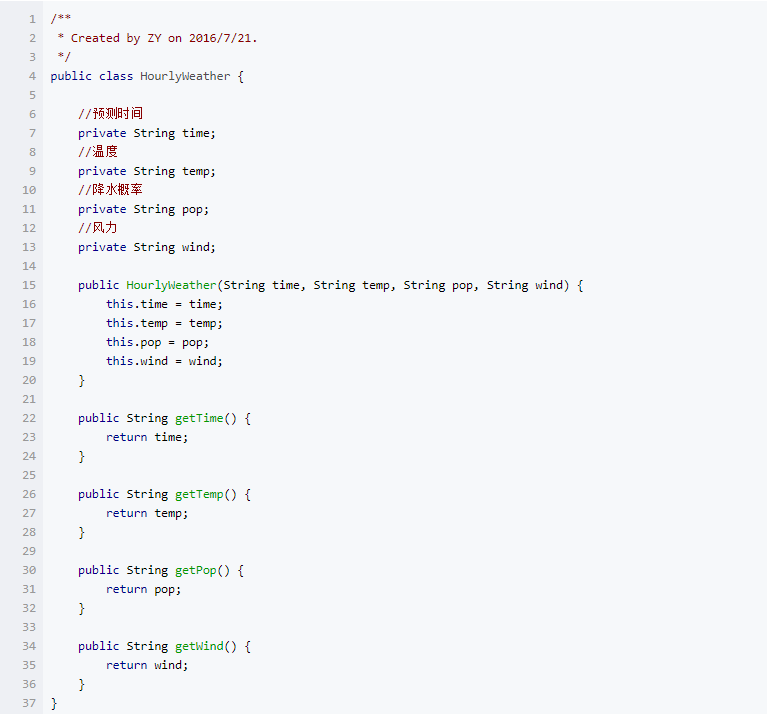 1 /**
2  * Created by ZY on 2016/7/21.
3  */
4 public class HourlyWeather {
5
6     //预测时间
7     private String time;
8     //温度
9     private String temp;
10     //降水概率
11     private String pop;
12     //风力
13     private String wind;
14
15     public HourlyWeather(String time, String temp, String pop, String wind) {
16         this.time = time;
17         this.temp = temp;
18         this.pop = pop;
19         this.wind = wind;
20     }
21
22     public String getTime() {
23         return time;
24     }
25
26     public String getTemp() {
27         return temp;
28     }
29
30     public String getPop() {
31         return pop;
32     }
33
34     public String getWind() {
35         return wind;
36     }
37 }